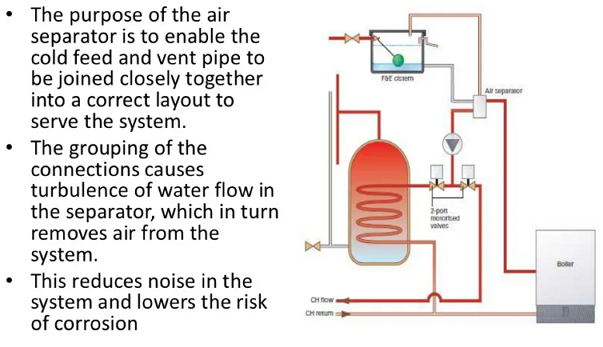 • The purpose of the air
separator is to enable the
cold feed and vent pipe to
be joined closely together
into a correct layout to
serve the system.
• The grouping of the
connections causes
turbulence of water flow in
the separator, which in turn
removes air from the
system.
• This reduces noise in the
system and lowers the risk
of corrosion
F&E cistern
Air separator
2-port
motorised
valves
Boiler
CH flow
CH return